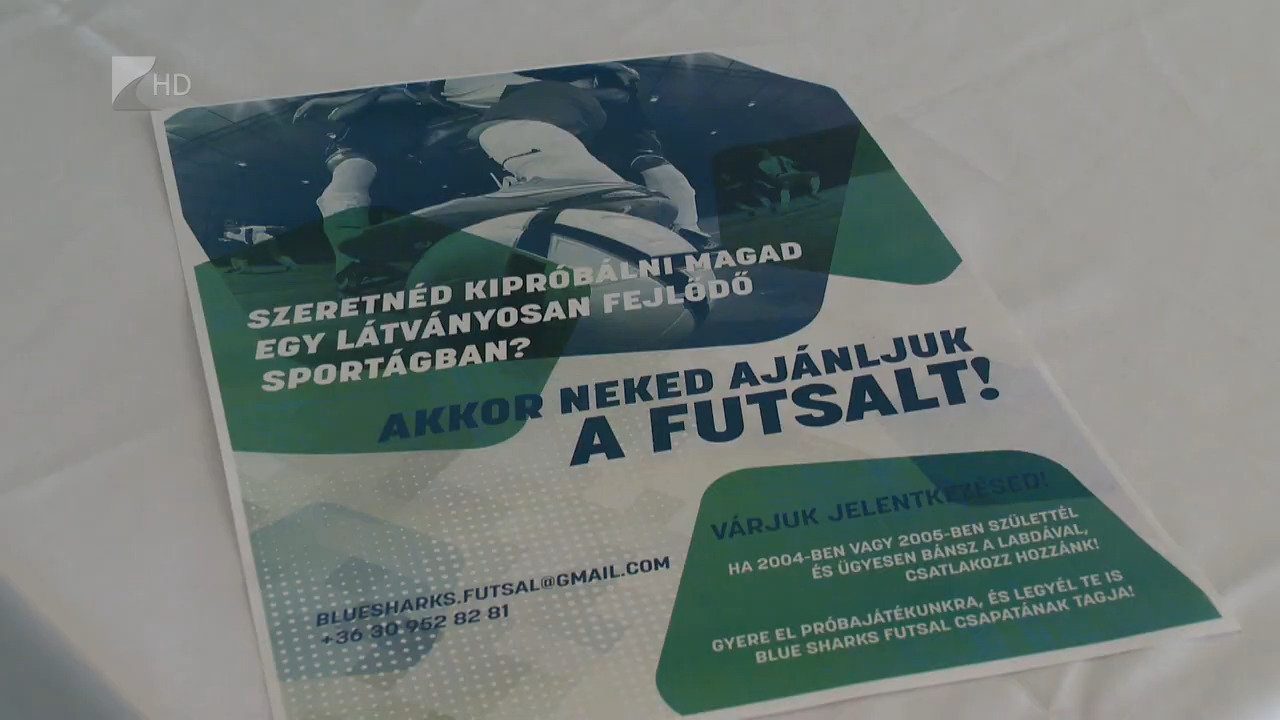 HD
SZERETNÉD KIPRÓBÁLNI MAGAD
EGY LÁTVÁNYOSAN FEJLŐDŐ
SPORTÁGBAN?
AKKOR NEKED AJÁNLJUK
A FUTSALT!
VÁRJUK JELENTKEZÉSED!
HA 2004-BEN VAGY 2005-BEN SZÜLETTÉL
ÉS ÜGYESEN BÁNSZ A LABDÁVAL,
CSATLAKOZZ HOZZÁNK!
GYERE EL PRÓBAJÁTÉKUNKRA, ÉS LEGYÉL TE IS
BLUE SHARKS FUTSAL CSAPATÁNAK TAGJA!
BLUESHARKS.FUTSAL@GMAIL.COM
+36 30 952 82 81